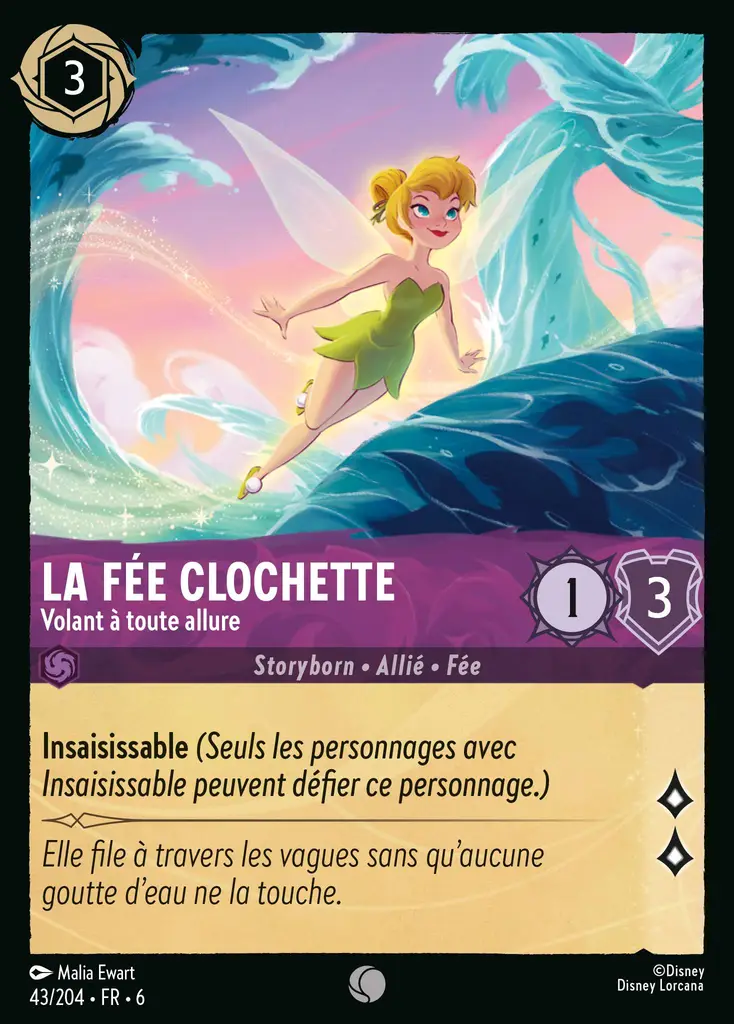 3
LA FÉE CLOCHETTE
Volant à toute allure
1
3
Storyborn • Allié • Fée
Insaisissable (Seuls les personnages avec
Insaisissable peuvent défier ce personnage.)
Elle file à travers les vagues sans qu'aucune
goutte d'eau ne la touche.
Malia Ewart
43/204 • FR • 6
©Disney
Disney Lorcana